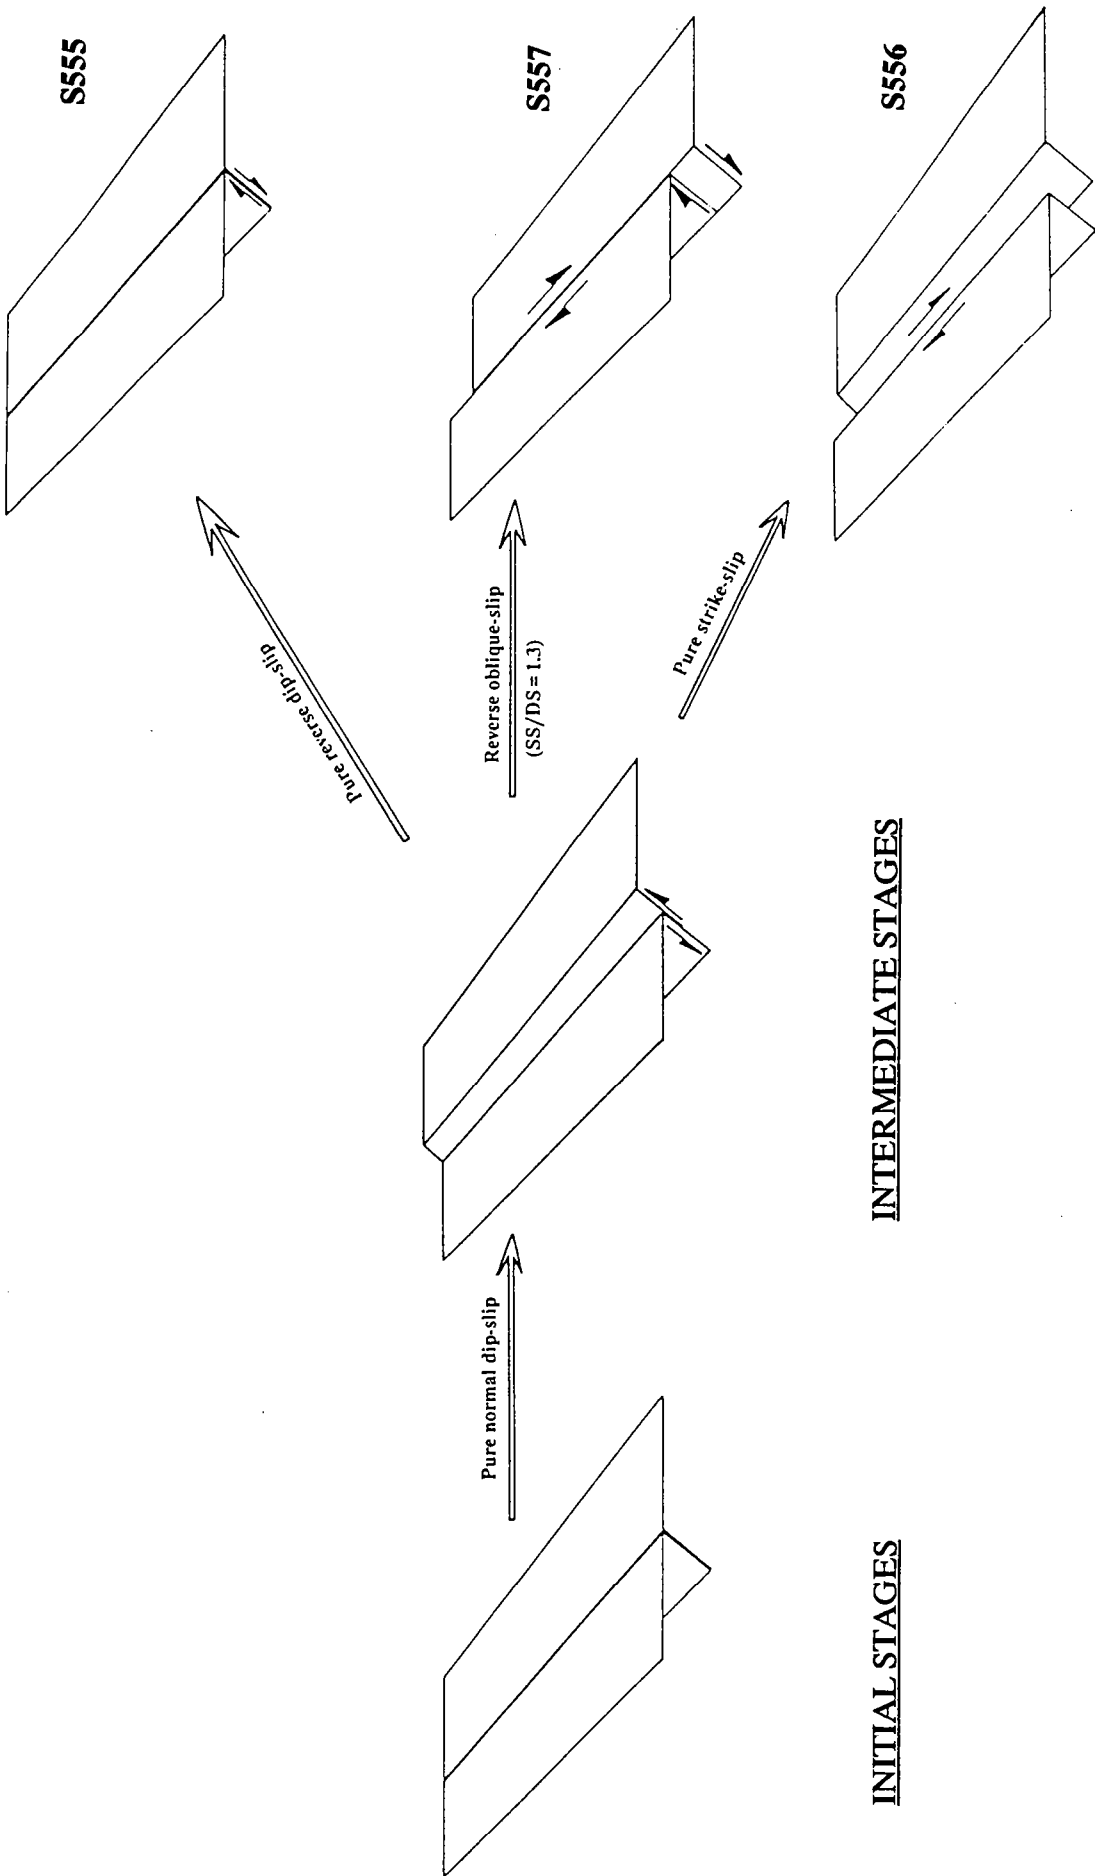 S555
Pure reverse dip-slip
Pure normal dip-slip
Reverse oblique-slip
(SS/DS = 1.3)
S557
Pure strike-slip
S556
INITIAL STAGES
INTERMEDIATE STAGES